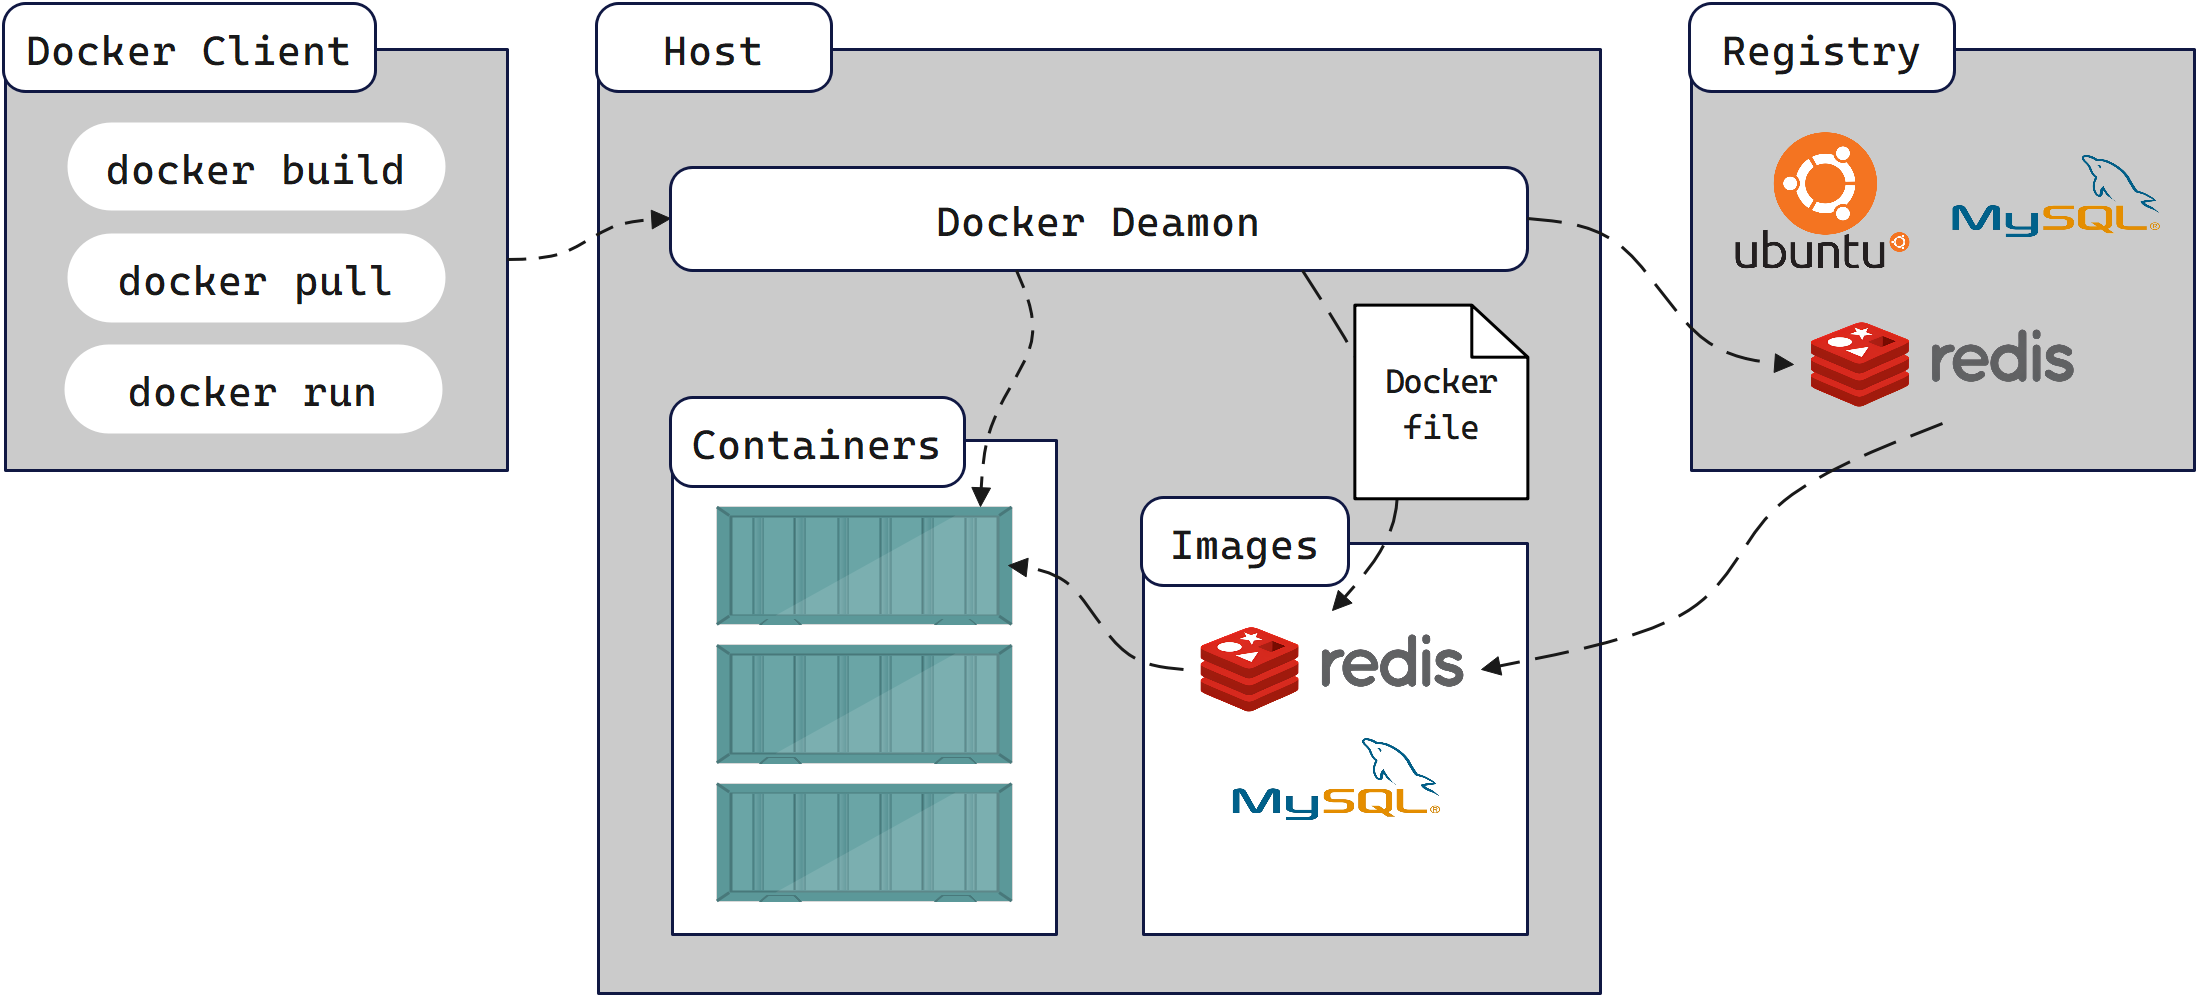 Docker Client
docker build
docker pull
docker run
Host
Docker Deamon
Docker
file
Containers
Images
redis
MySQL®
Registry
ubuntu
MySQL®
redis